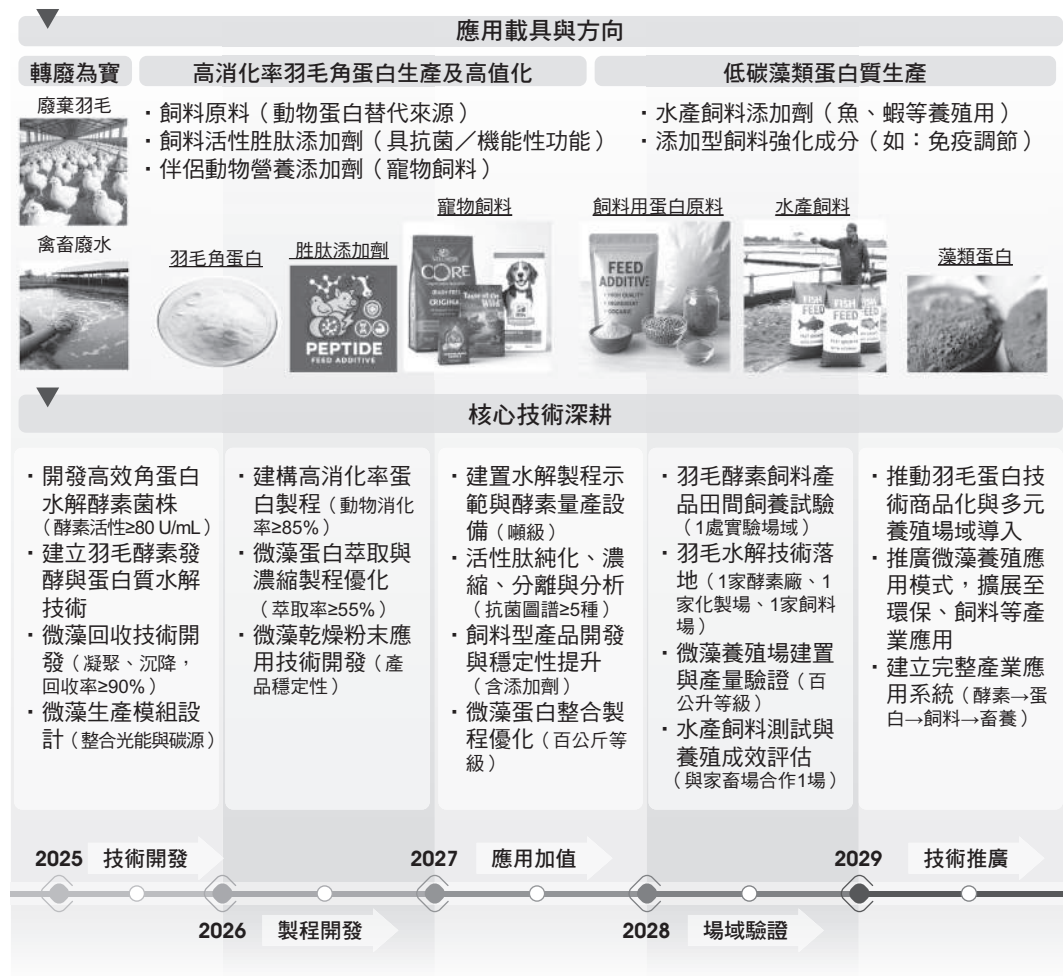 應用載具與方向
轉廢為寶
高消化率羽毛角蛋白生產及高值化
低碳藻類蛋白質生產
廢棄羽毛
禽畜廢水
・飼料原料（動物蛋白替代來源）
・飼料活性胜肽添加劑（具抗菌／機能性功能）
・伴侶動物營養添加劑（寵物飼料）
・水產飼料添加劑（魚、蝦等養殖用）
・添加型飼料強化成分（如：免疫調節）
羽毛角蛋白
胜肽添加劑
PEPTIDE
FEED ADDITIVE
寵物飼料
CORE
ORIGINAL
Taste of the
Wild
飼料用蛋白原料
FEED
ADDITIVE
水產飼料
FISH
FEED
FISH
FEED
藻類蛋白
核心技術深耕
・開發高效角蛋白
水解酵素菌株
（酵素活性≥80 U/mL）
・建立羽毛酵素發
酵與蛋白質水解
技術
・微藻回收技術開
發（凝聚、沉降，
回收率≥90%）
・微藻生產模組設
計（整合光能與碳源）
・建構高消化率蛋
白製程（動物消化
率≥85%）
・微藻蛋白萃取與
濃縮製程優化
（萃取率≥55%）
・微藻乾燥粉末應
用技術開發（產
品穩定性）
・建置水解製程示
範與酵素量產設
備（噸級）
・活性肽純化、濃
縮、分離與分析
（抗菌圖譜≥5種）
・飼料型產品開發
與穩定性提升
（含添加劑）
・微藻蛋白整合製
程優化（百公斤等
級）
・羽毛酵素飼料產
品田間飼養試驗
（1處實驗場域）
・羽毛水解技術落
地（1家酵素廠、1
家化製場、1家飼料
場）
・微藻養殖場建置
與產量驗證（百
公升等級）
・水產飼料測試與
養殖成效評估
（與家畜場合作1場）
・推動羽毛蛋白技
術商品化與多元
養殖場域導入
・推廣微藻養殖應
用模式，擴展至
環保、飼料等產
業應用
・建立完整產業應
用系統（酵素→蛋
白→飼料→畜養）
2025 技術開發
2026 製程開發
2027 應用加值
2028 場域驗證
2029 技術推廣